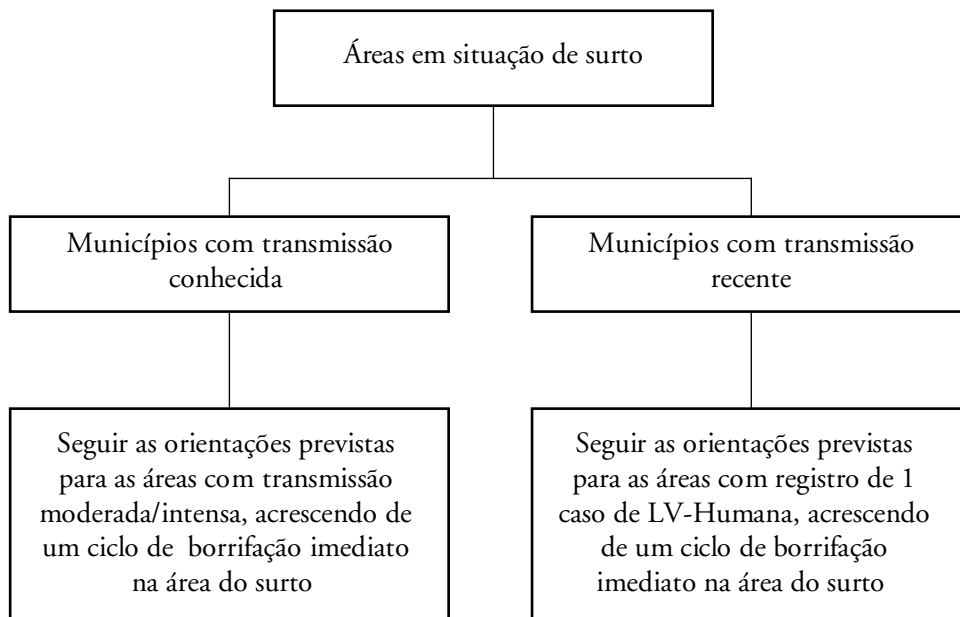 Áreas em situação de surto
Municípios com transmissão
conhecida
Municípios com transmissão
recente
Seguir as orientações previstas
para as áreas com transmissão
moderada/intensa, acrescendo de
um ciclo de borrifação imediato
na área do surto
Seguir as orientações previstas
para as áreas com registro de 1
caso de LV-Humana, acrescendo
de um ciclo de borrifação
imediato na área do surto